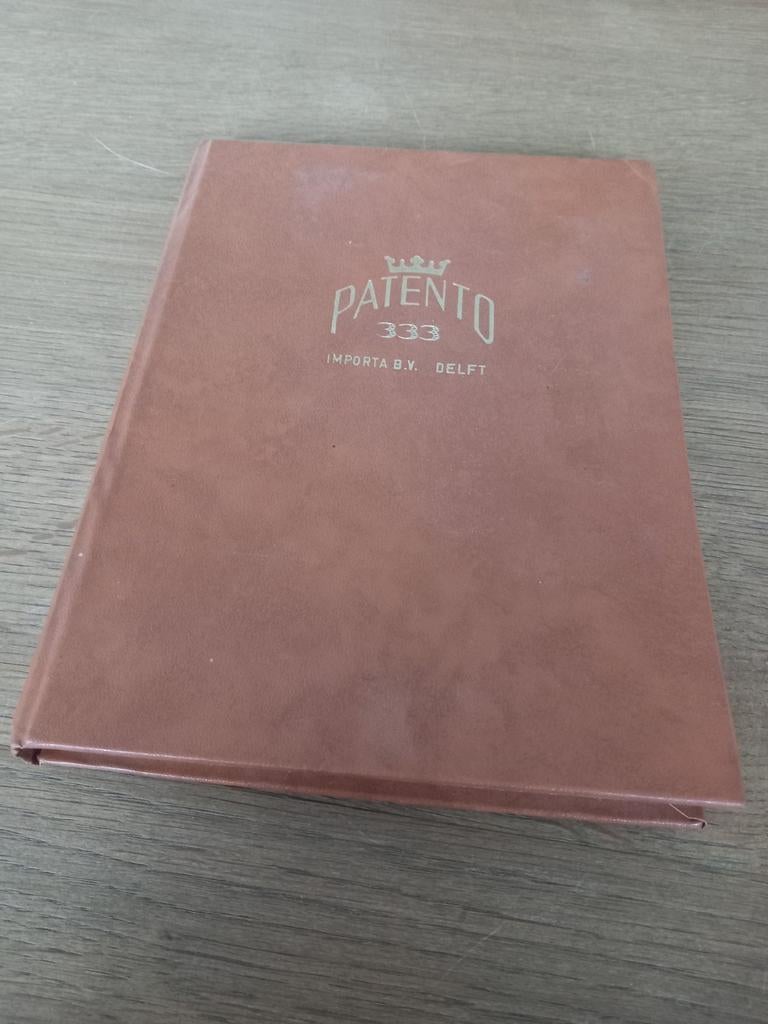 PATENTO
333
IMPORTA B.V. DELFT